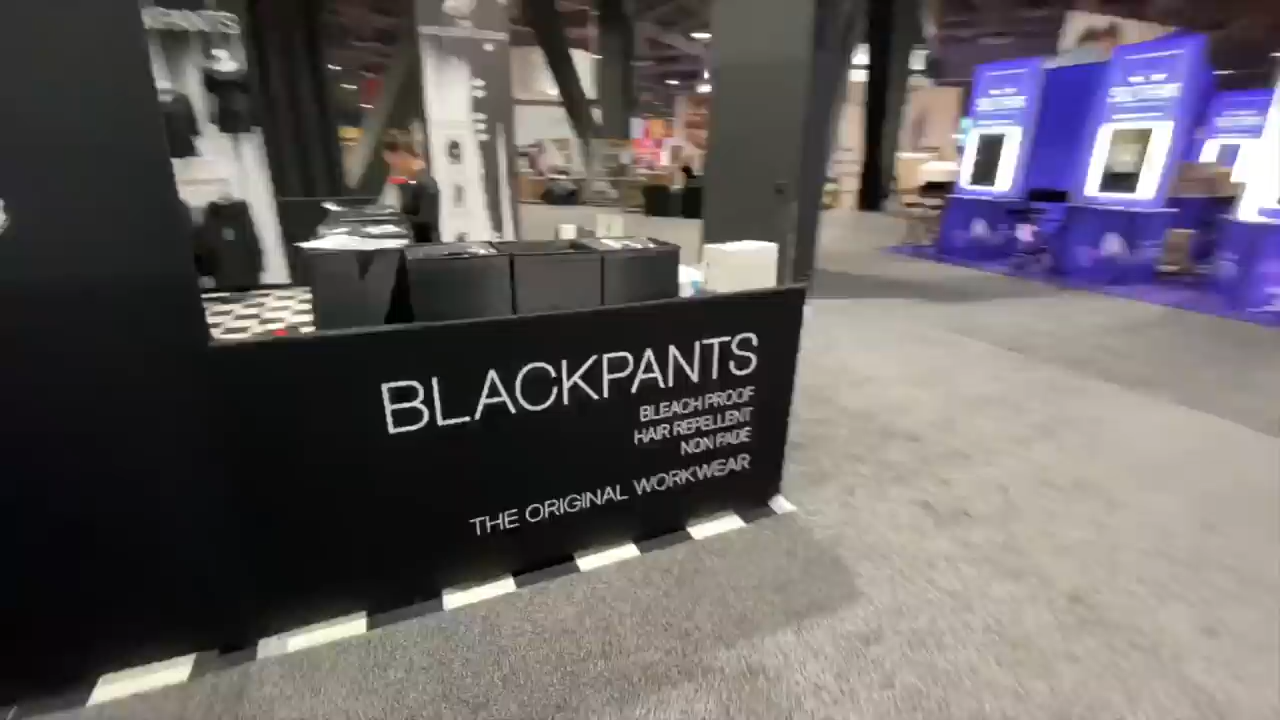 BLACKPANTS
BLEACH PROOF
HAIR REPELLENT
NON FADE
THE ORIGINAL WORKWEAR